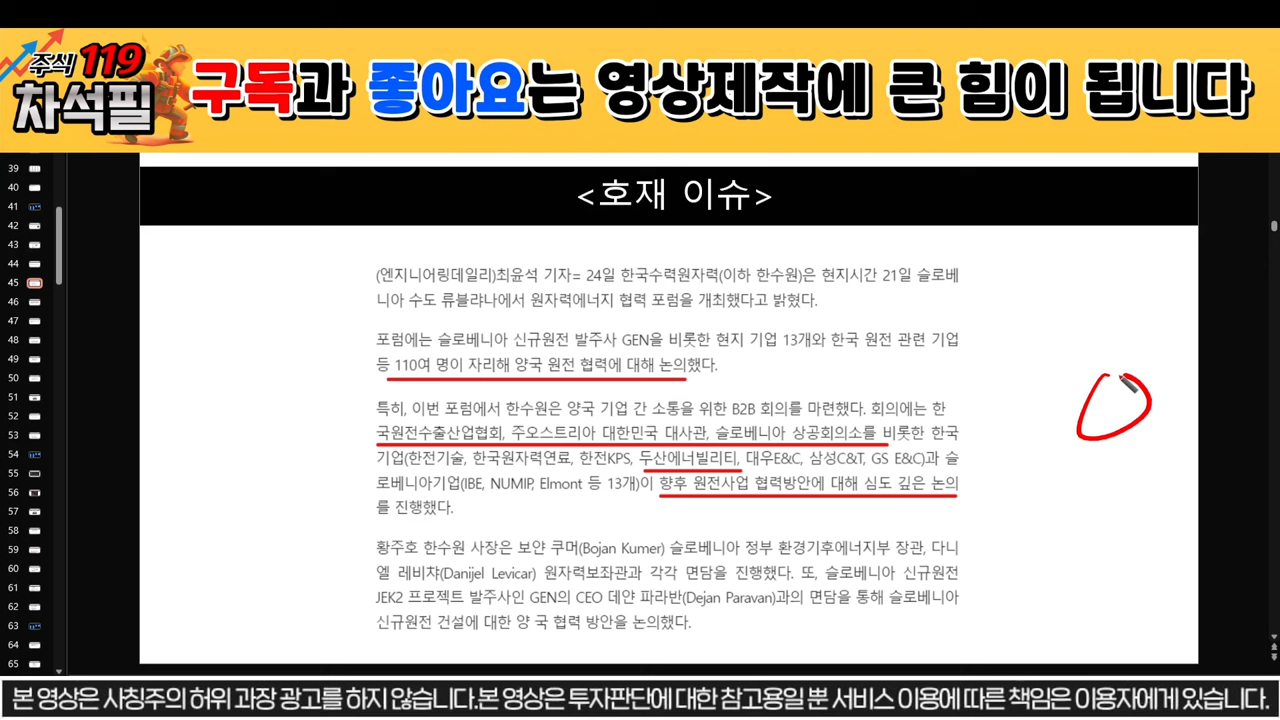 주식 119
차석필
구독과 좋아요는 영상제작에 큰 힘이 됩니다
<호재 이슈>
(엔지니어링데일리)최윤석 기자= 24일 한국수력원자력(이하 한수원)은 현지시간 21일 슬로베
니아 수도 류블랴나에서 원자력에너지 협력 포럼을 개최했다고 밝혔다.
포럼에는 슬로베니아 신규원전 발주사 GEN을 비롯한 현지 기업 13개와 한국 원전 관련 기업
등 110여 명이 자리해 양국 원전 협력에 대해 논의했다.
특히, 이번 포럼에서 한수원은 양국 기업 간 소통을 위한 B2B 회의를 마련했다. 회의에는 한
국원전수출산업협회, 주오스트리아 대한민국 대사관, 슬로베니아 상공회의소를 비롯한 한국
기업(한전기술, 한국원자력연료, 한전KPS, 두산에너빌리티, 대우E&C, 삼성C&T, GS E&C)과 슬
로베니아기업(IBE, NUMIP, Elmont 등 13개)이 향후 원전사업 협력방안에 대해 심도 깊은 논의
를 진행했다.
황주호 한수원 사장은 보얀 쿠머(Bojan Kumer) 슬로베니아 정부 환경기후에너지부 장관, 다니
엘 레비챠(Danijel Levicar) 원자력보좌관과 각각 면담을 진행했다. 또, 슬로베니아 신규원전
JEK2 프로젝트 발주사인 GEN의 CEO 데얀 파라반(Dejan Paravan)과의 면담을 통해 슬로베니아
신규원전 건설에 대한 양 국 협력 방안을 논의했다.
39
40
41
42
43
44
45
46
47
48
49
50
51
52
53
54
55
56
57
58
59
60
61
62
63
64
65
본 영상은 사칭주의 허위 과장 광고를 하지 않습니다.본 영상은 투자판단에 대한 참고용일 뿐 서비스 이용에 따른 책임은 이용자에게 있습니다.